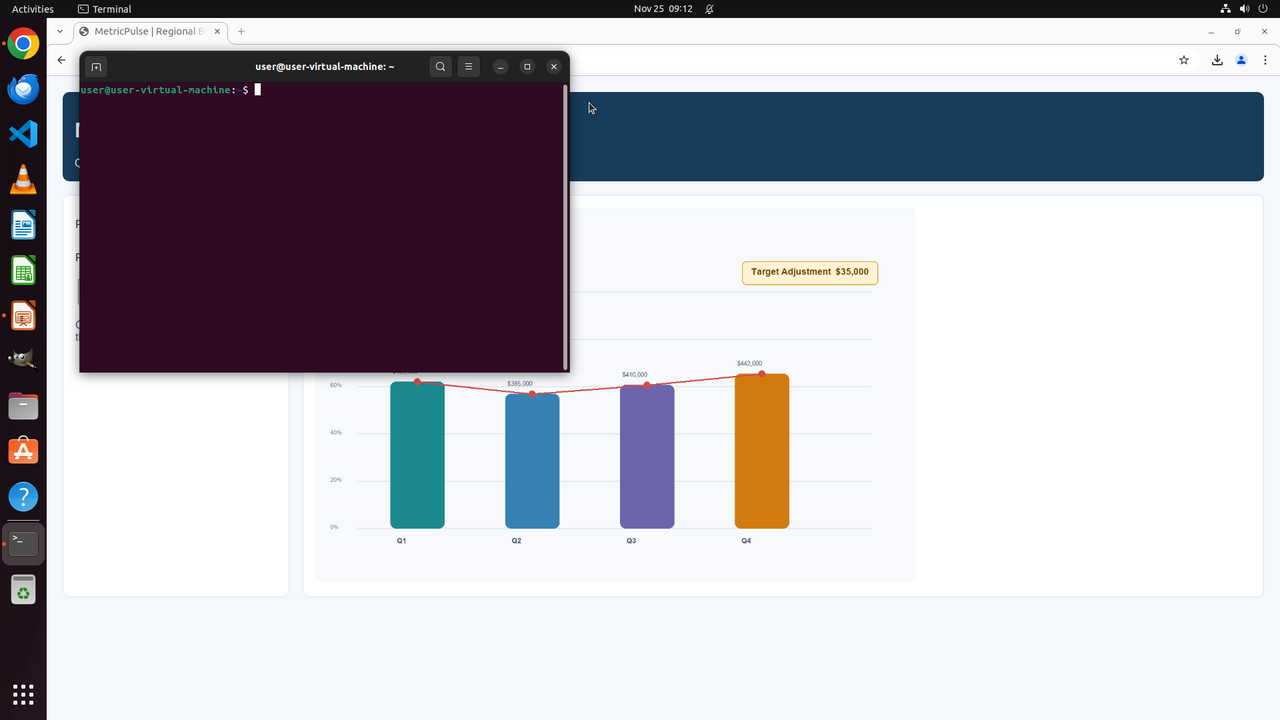 Activities
Terminal
Nov 25 09:12
MetricPulse | Regional B
user@user-virtual-machine: ~
user@user-virtual-machine:~$
Target Adjustment $35,000
$385,000
$410,000
$442,000
60%
40%
20%
0%
Q1
Q2
Q3
Q4